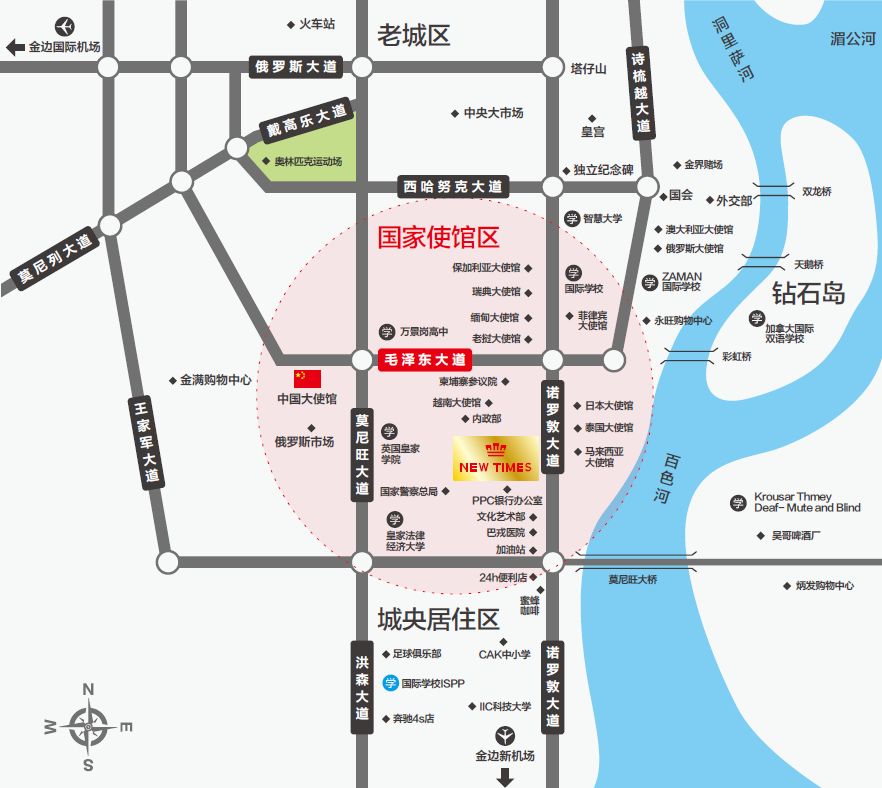 火车站
老城区
洞里萨河
湄公河
金边国际机场
俄罗斯大道
塔仔山
诗梳越大道
戴高乐大道
中央大市场
皇宫
奥林匹克运动场
独立纪念碑
金界赌场
西哈努克大道
国会
外交部
双龙桥
智慧大学
澳大利亚大使馆
俄罗斯大使馆
国家使馆区
莫尼列大道
保加利亚大使馆
国际学校
ZAMAN
国际学校
天鹅桥
瑞典大使馆
钻石岛
缅甸大使馆
菲律宾
大使馆
永旺购物中心
加拿大国际
双语学校
万景岗高中
老挝大使馆
毛泽东大道
彩虹桥
金满购物中心
中国大使馆
柬埔寨参议院
王家军大道
越南大使馆
诺罗敦大道
日本大使馆
莫尼旺大道
内政部
泰国大使馆
俄罗斯市场
英国皇家
学院
NEW TIMES
马来西亚
大使馆
百色河
国家警察总局
PPC银行办公室
Krousar Thmey
Deaf- Mute and Blind
文化艺术部
皇家法律
经济大学
巴戎医院
吴哥啤酒厂
加油站
24h便利店
莫尼旺大桥
炳发购物中心
蜜蜂
咖啡
城央居住区
足球俱乐部
CAK中小学
洪森大道
诺罗敦大道
国际学校ISPP
IIC科技大学
奔驰4s店
金边新机场
N
W
E
S
学
学
学
学
学
学
学
学
学